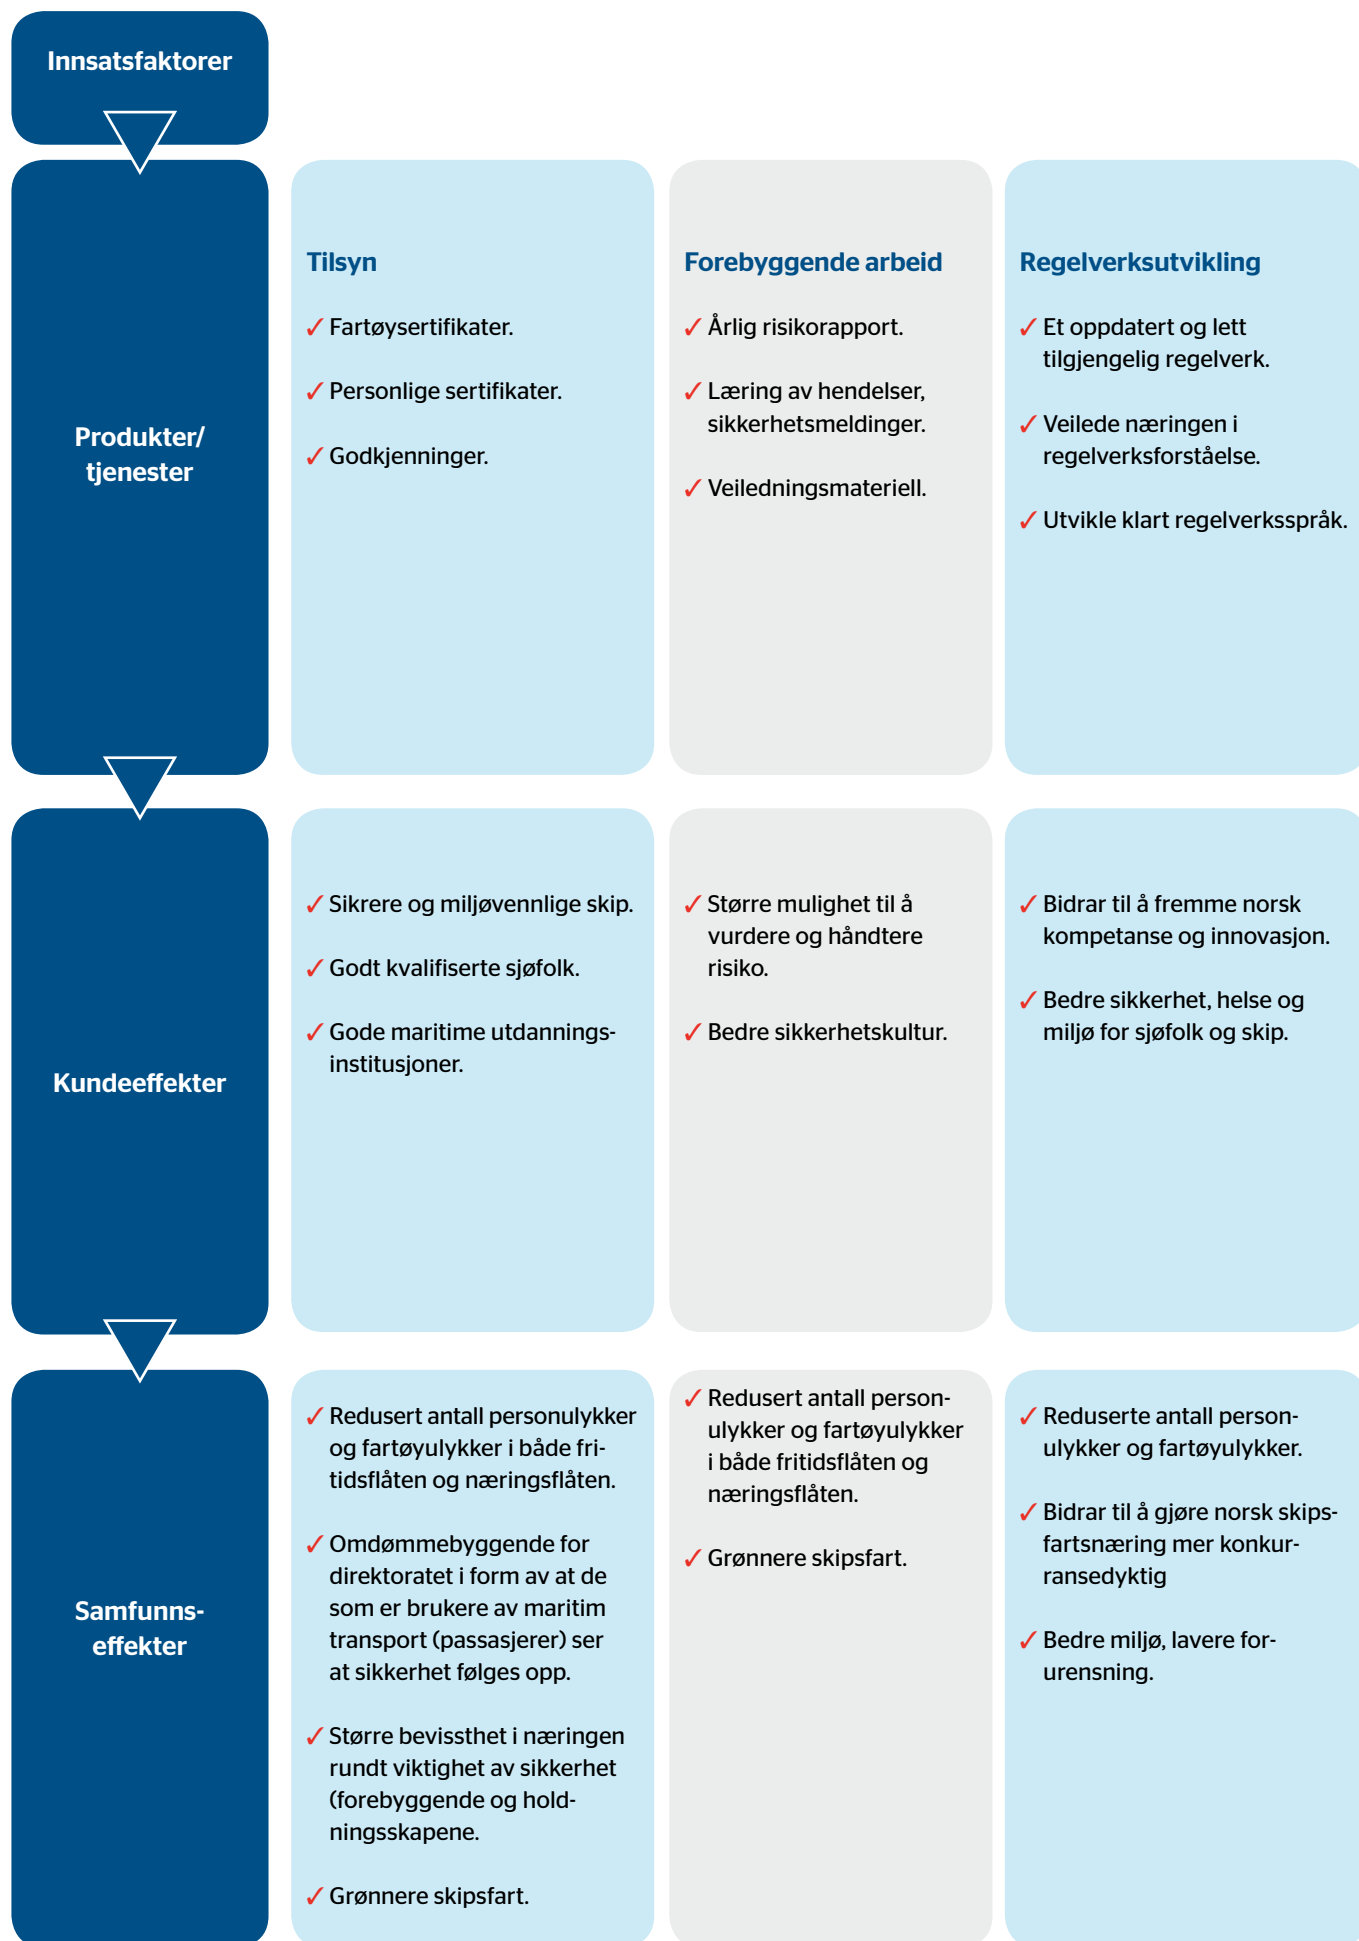 Innsatsfaktorer
Produkter/
tjenester
Tilsyn
✓ Fartøysertifikater.
✓ Personlige sertifikater.
✓ Godkjenninger.
Forebyggende arbeid
✓ Årlig risikorapport.
✓ Læring av hendelser,
sikkerhetsmeldinger.
✓ Veiledningsmateriell.
Regelverksutvikling
✓ Et oppdatert og lett
tilgjengelig regelverk.
✓ Veilede næringen i
regelverksforståelse.
✓ Utvikle klart regelverksspråk.
Kundeeffekter
✓ Sikrere og miljøvennlige skip.
✓ Godt kvalifiserte sjøfolk.
✓ Gode maritime utdannings-
institusjoner.
✓ Større mulighet til å
vurdere og håndtere
risiko.
✓ Bedre sikkerhetskultur.
✓ Bidrar til å fremme norsk
kompetanse og innovasjon.
✓ Bedre sikkerhet, helse og
miljø for sjøfolk og skip.
Samfunns-
effekter
✓ Redusert antall personulykker
og fartøyulykker i både fri-
tidsflåten og næringsflåten.
✓ Omdømmebyggende for
direktoratet i form av at de
som er brukere av maritim
transport (passasjerer) ser
at sikkerhet følges opp.
✓ Større bevissthet i næringen
rundt viktighet av sikkerhet
(forebyggende og hold-
ningsskapene.
✓ Grønnere skipsfart.
✓ Redusert antall person-
ulykker og fartøyulykker
i både fritidsflåten og
næringsflåten.
✓ Grønnere skipsfart.
✓ Reduserte antall person-
ulykker og fartøyulykker.
✓ Bidrar til å gjøre norsk skips-
fartsnæring mer konkur-
ransedyktig
✓ Bedre miljø, lavere for-
urensning.